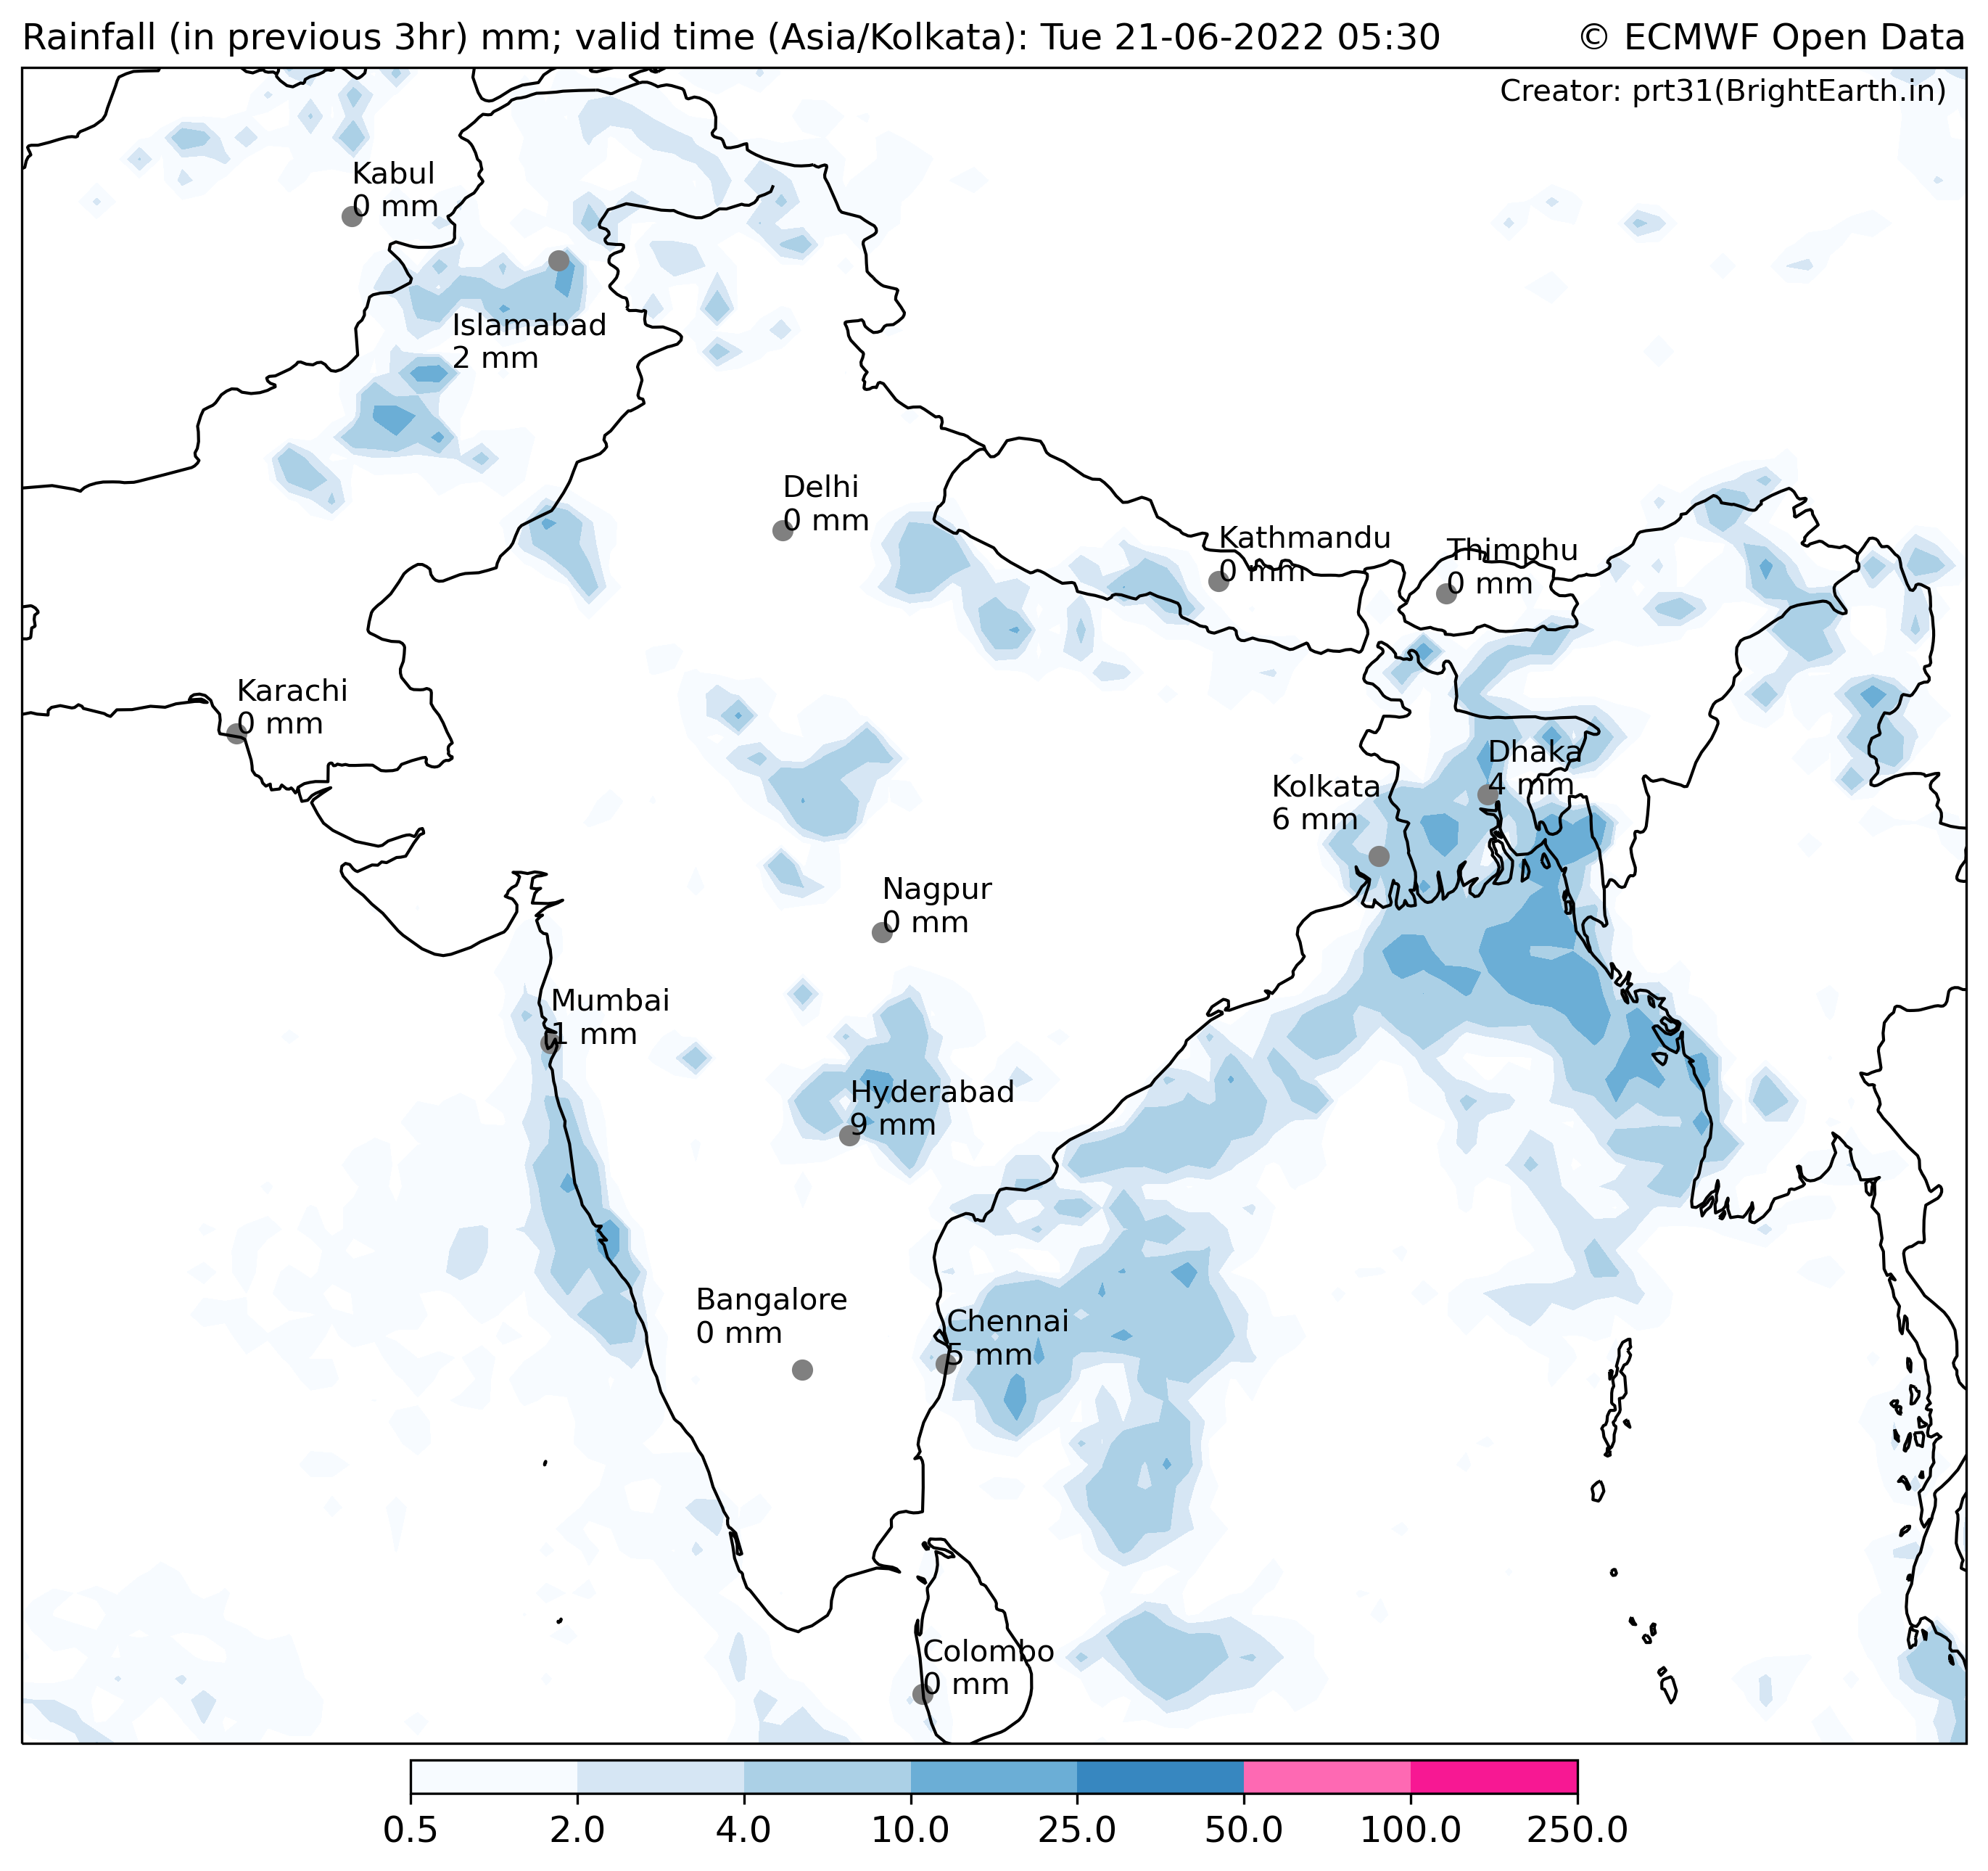 Rainfall (in previous 3hr) mm; valid time (Asia/Kolkata): Tue 21-06-2022 05:30
© ECMWF Open Data
Creator: prt31(BrightEarth.in)
Kabul
0 mm
Islamabad
2 mm
Delhi
0 mm
Kathmandu
0 mm
Thimphu
0 mm
Karachi
0 mm
Dhaka
4 mm
Kolkata
6 mm
Nagpur
0 mm
Mumbai
1 mm
Hyderabad
9 mm
Bangalore
0 mm
Chennai
5 mm
Colombo
0 mm
0.5 2.0 4.0 10.0 25.0 50.0 100.0 250.0